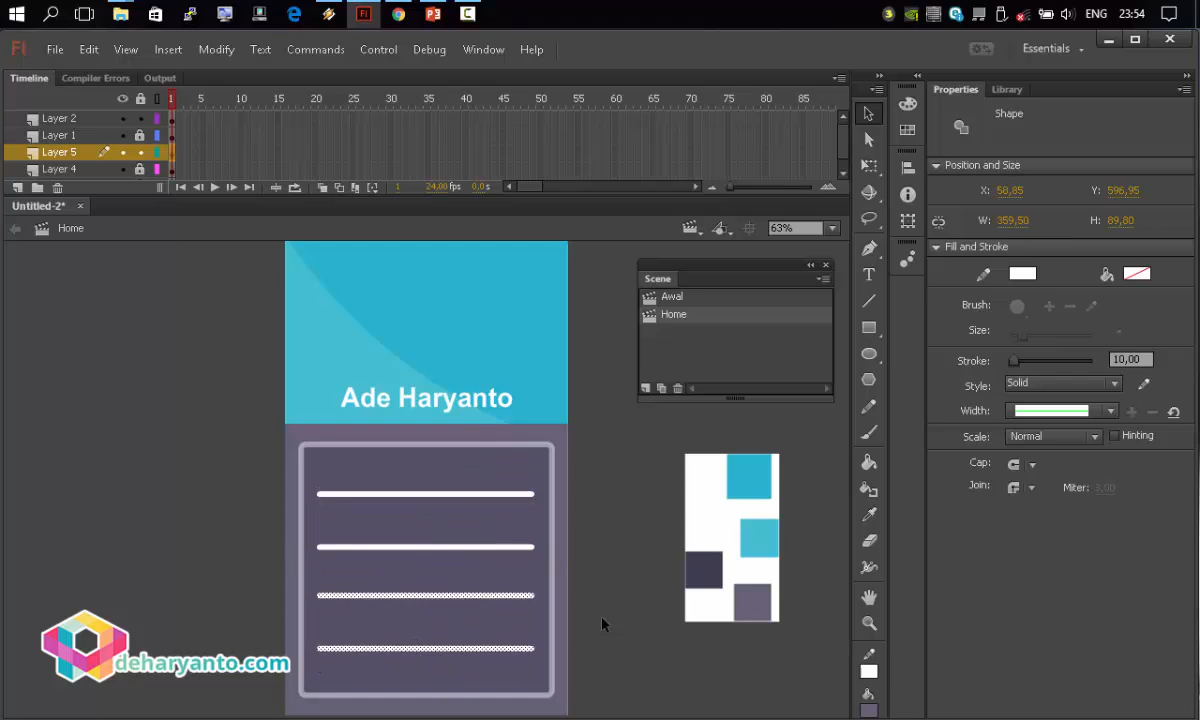 ENG 23:54
Fl File Edit View Insert Modify Text Commands Control Debug Window Help Essentials
Timeline Compiler Errors Output
1 5 10 15 20 25 30 35 40 45 50 55 60 65 70 75 80 85
Layer 2
Layer 1
Layer 5
Layer 4
1 24,00 fps 0,0 s
Untitled-2* ×
Home
63%
Ade Haryanto
deharyanto.com
Scene
Awal
Home
Properties Library
Shape
Position and Size
X: 58,85 Y: 596,95
W: 359,50 H: 89,80
Fill and Stroke
Brush:
Size:
Stroke: 10,00
Style: Solid
Width:
Scale: Normal Hinting
Cap:
Join: Miter: 3,00